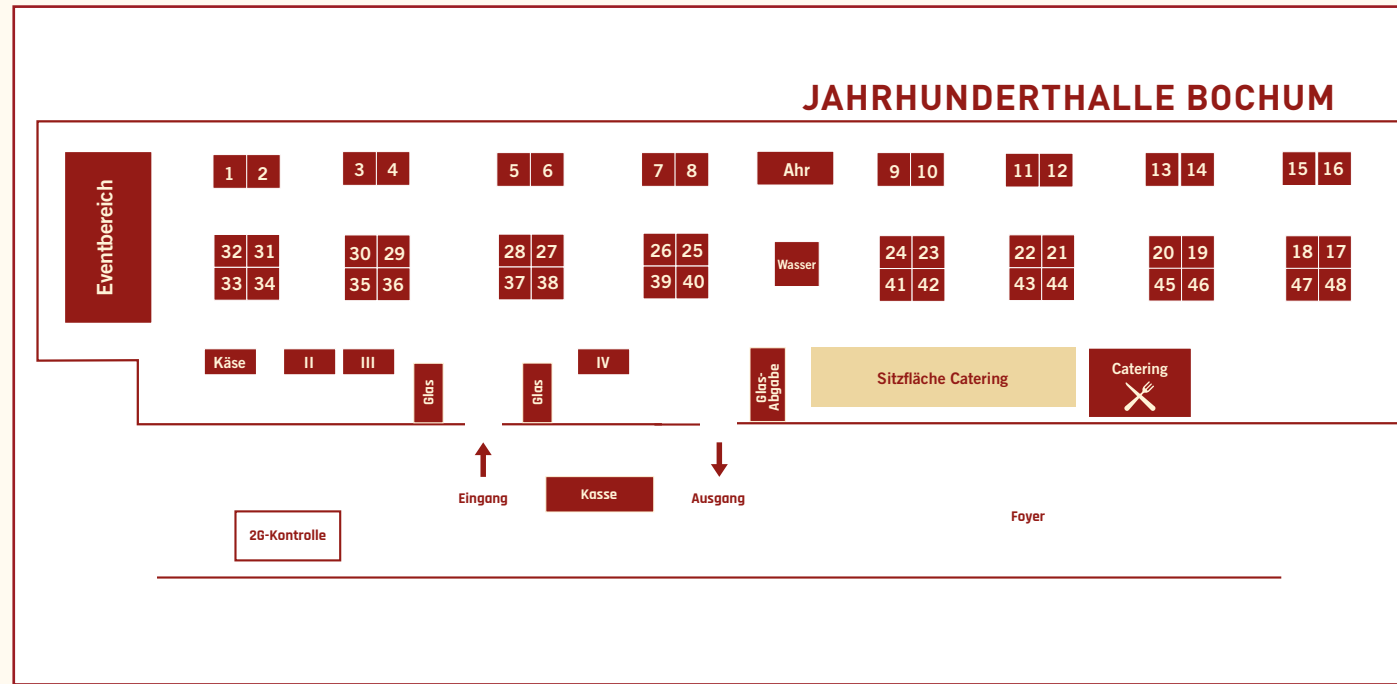 JAHRHUNDERTHALLE BOCHUM
Eventbereich
1 2 3 4 5 6 7 8 Ahr 9 10 11 12 13 14 15 16
32 31 30 29 28 27 26 25 Wasser 24 23 22 21 20 19 18 17
33 34 35 36 37 38 39 40 41 42 43 44 45 46 47 48
Käse II III Glas Glas IV
Glas-
Abgabe
Sitzfläche Catering
Catering
Eingang Kasse Ausgang
Foyer
2G-Kontrolle